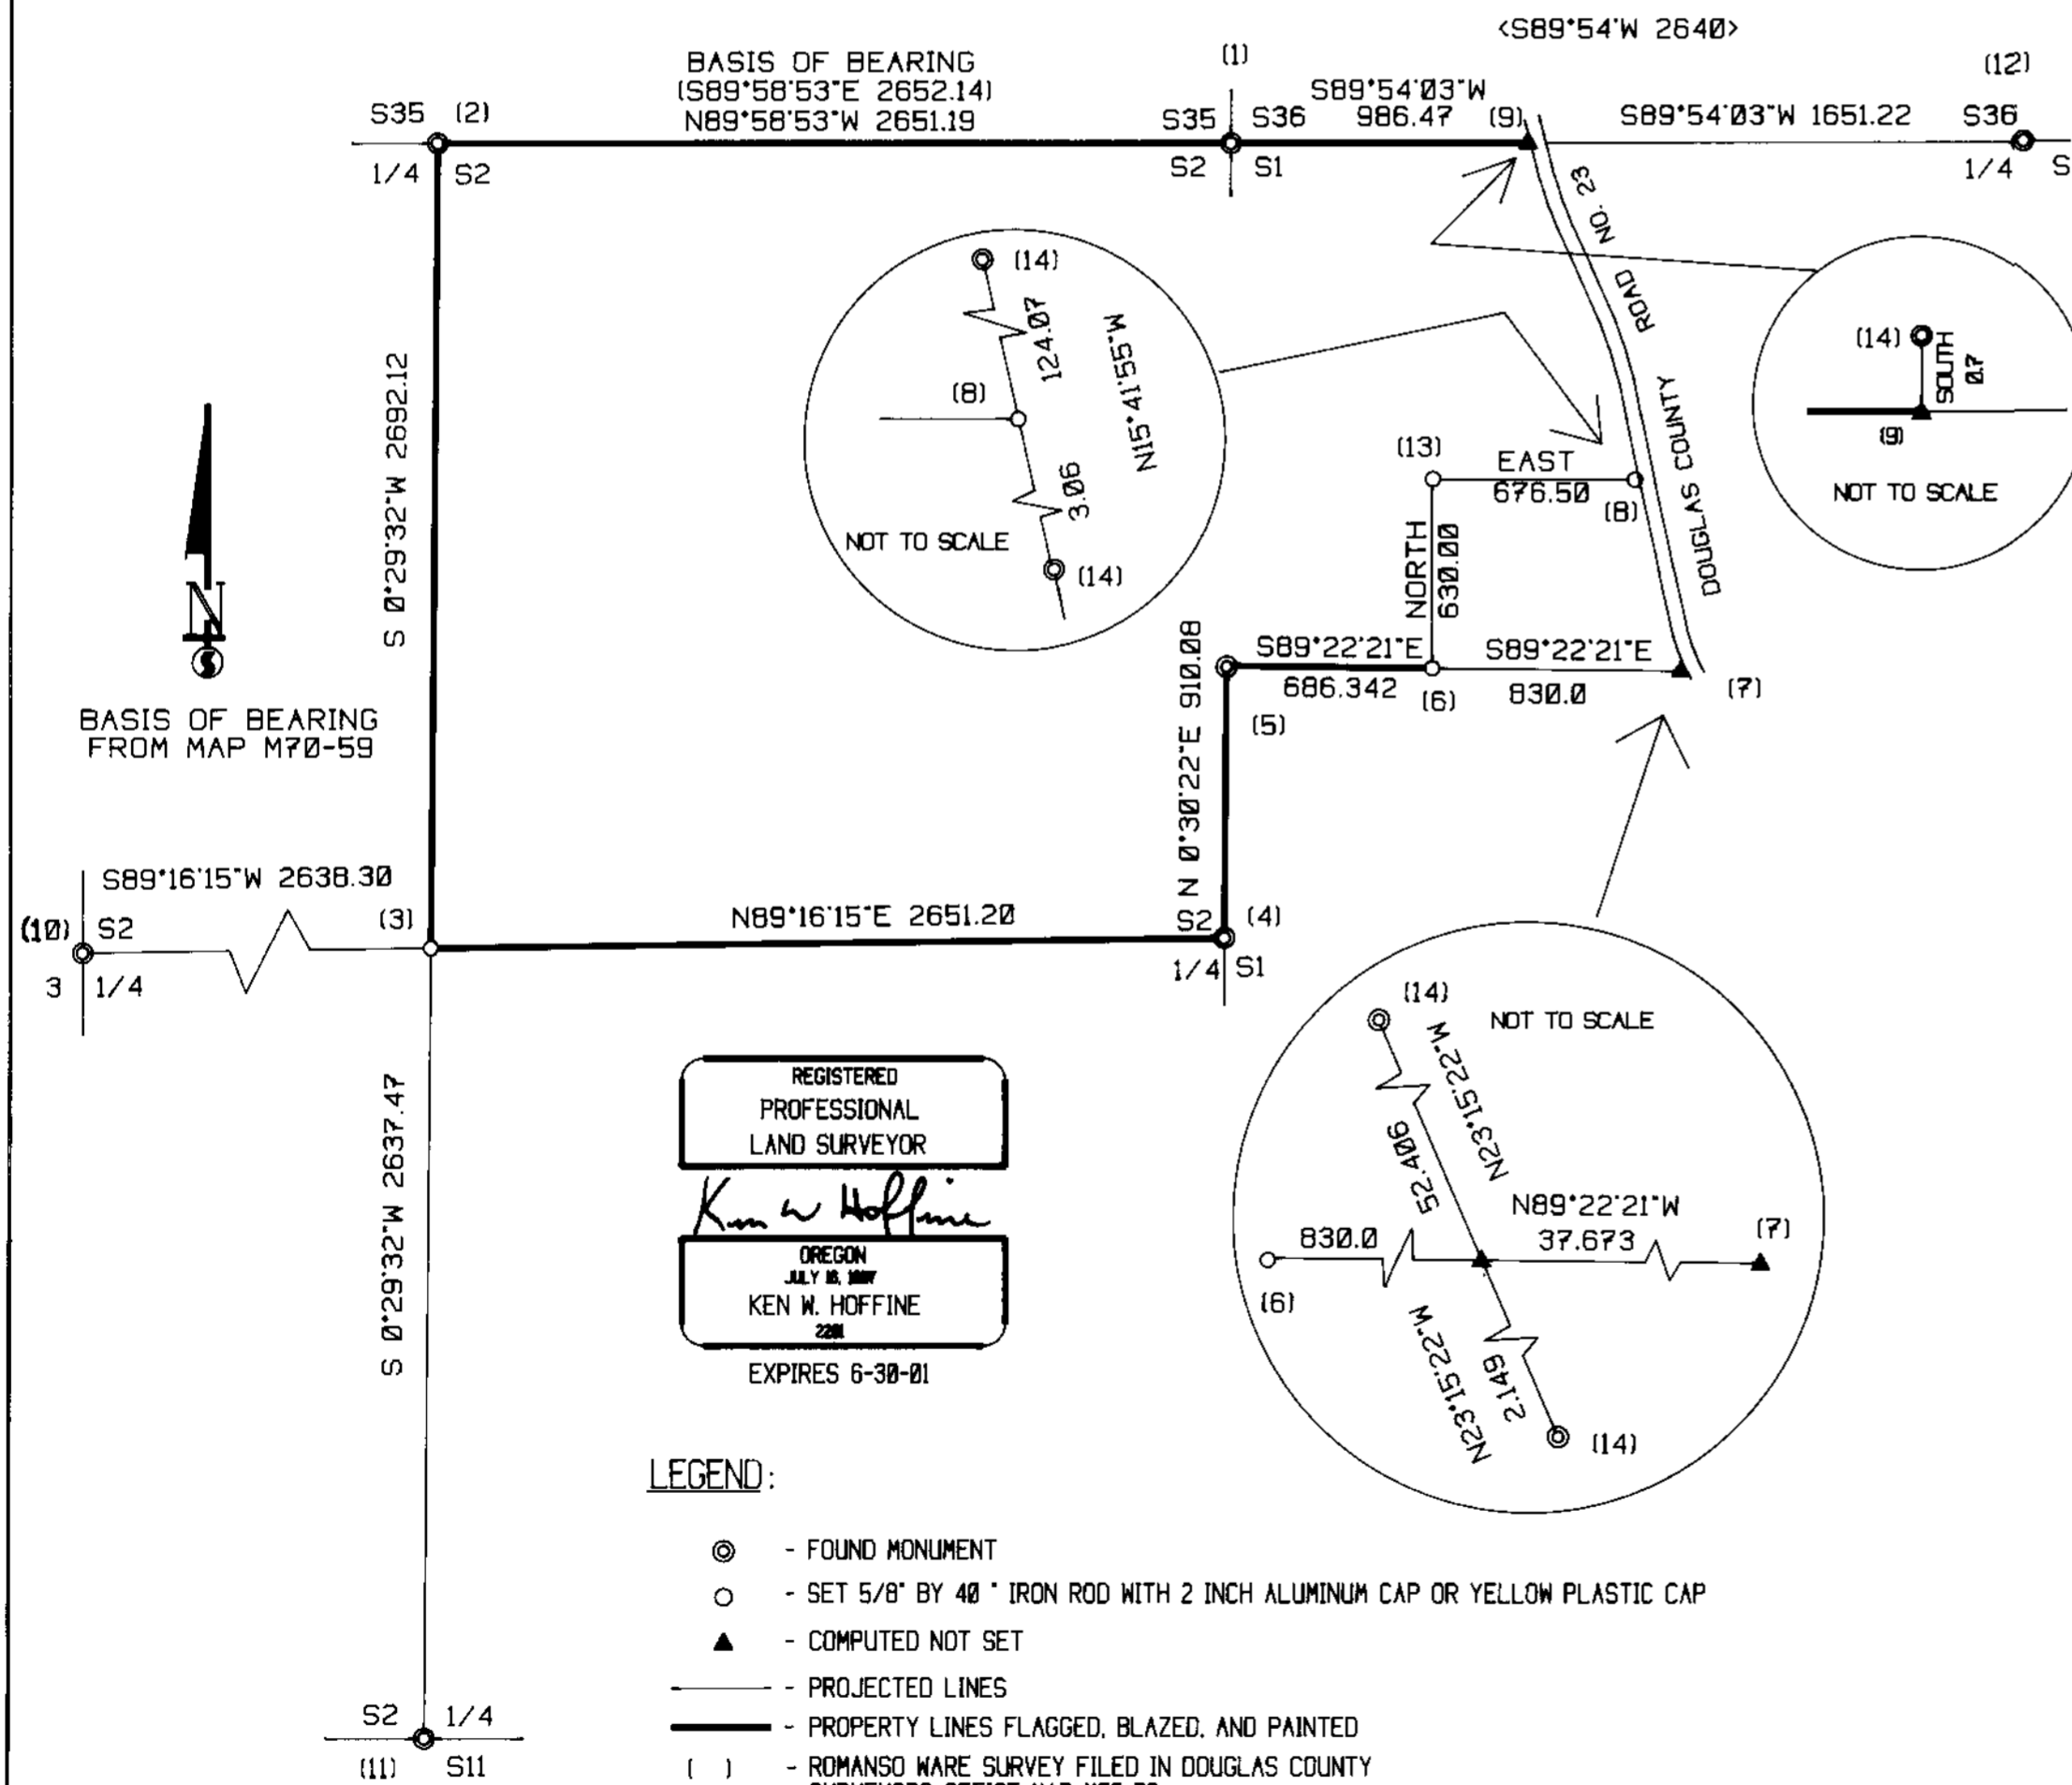 <S89°54'W 2640>
BASIS OF BEARING
(S89°58'53"E 2652.14)
N89°58'53"W 2651.19
(1)
S89°54'03"W
986.47
(9)
(12)
S89°54'03"W 1651.22
S35
(2)
S35
S36
S36
1/4
S2
S2
S1
1/4
S
DOUGLAS COUNTY ROAD NO. 23
(14)
124.07
N15°41'55"W
(8)
3.06
NOT TO SCALE
(14)
(14)
SOUTH
0.7
(9)
NOT TO SCALE
S 0°29'32"W 2692.12
(13)
EAST
676.50
(8)
NORTH
630.00
N 0°30'22"E 910.08
S89°22'21"E
686.342
S89°22'21"E
830.0
(5)
(6)
(7)
N
S
BASIS OF BEARING
FROM MAP M70-59
S89°16'15"W 2638.30
(10)
S2
3
1/4
(3)
N89°16'15"E 2651.20
S2
(4)
1/4
S1
(14)
NOT TO SCALE
N23°15'22"W
52.406
N89°22'21"W
37.673
(7)
830.0
(6)
N23°15'22"W
2.149
(14)
S 0°29'32"W 2637.47
REGISTERED
PROFESSIONAL
LAND SURVEYOR
Ken W Hoffine
OREGON
JULY
KEN W. HOFFINE
EXPIRES 6-30-01
LEGEND:
- FOUND MONUMENT
- SET 5/8" BY 40 " IRON ROD WITH 2 INCH ALUMINUM CAP OR YELLOW PLASTIC CAP
- COMPUTED NOT SET
- PROJECTED LINES
- PROPERTY LINES FLAGGED, BLAZED, AND PAINTED
( ) - ROMANSO WARE SURVEY FILED IN DOUGLAS COUNTY
S2
1/4
(11)
S11